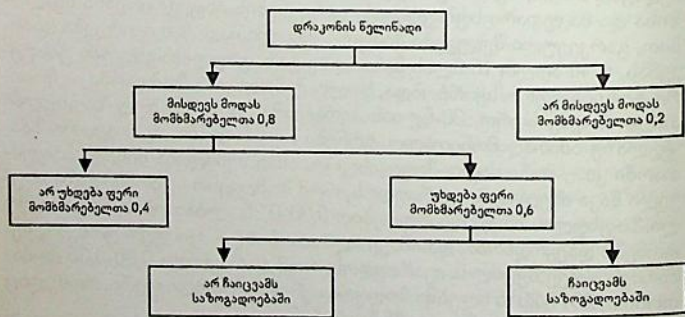 დრაკონის წელიწადი
მისდევს მოდას
მომხმარებელთა 0,8
არ მისდევს მოდას
მომხმარებელთა 0,2
არ უხდება ფერი
მომხმარებელთა 0,4
უხდება ფერი
მომხმარებელთა 0,6
არ ჩაიცვამს
საზოგადოებაში
ჩაიცვამს
საზოგადოებაში